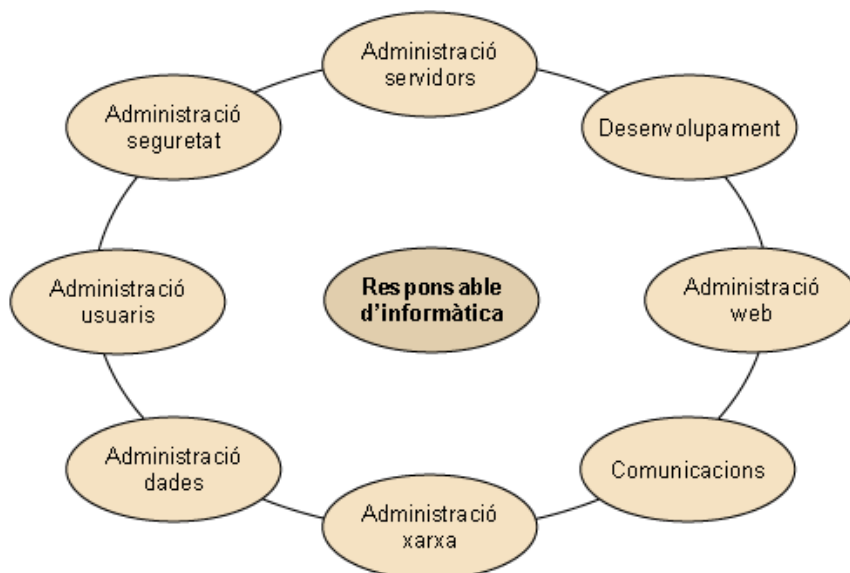 Administració
servidors
Desenvolupament
Administració
web
Comunicacions
Administració
xarxa
Administració
dades
Administració
usuaris
Administració
seguretat
Responsable
d'informàtica